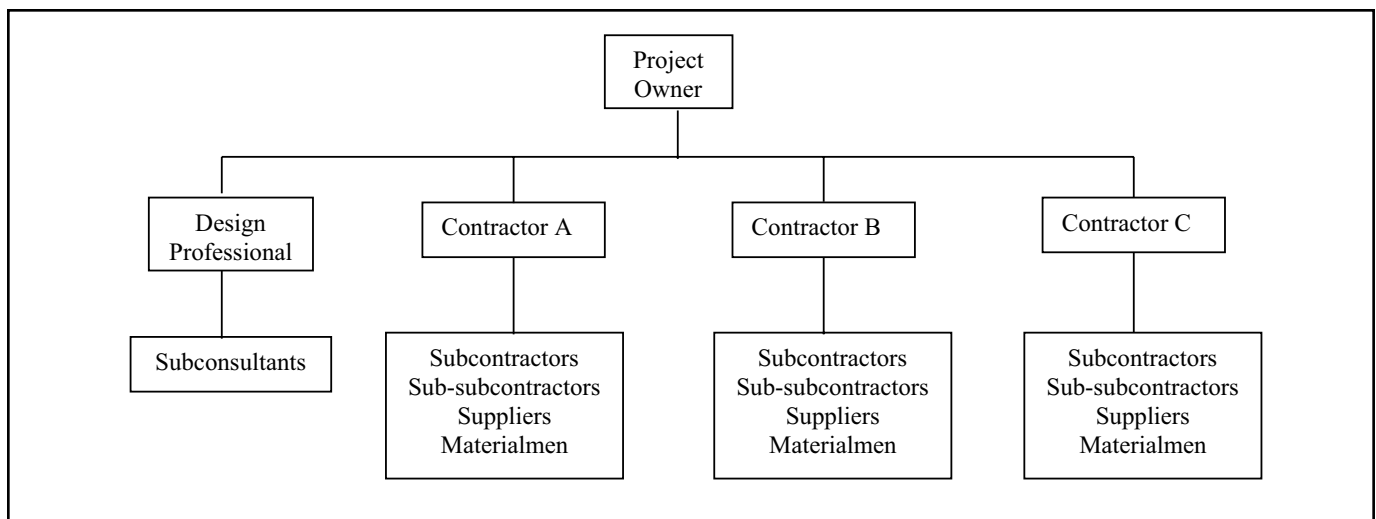 Project
Owner
Design
Professional
Contractor A
Contractor B
Contractor C
Subconsultants
Subcontractors
Sub-subcontractors
Suppliers
Materialmen
Subcontractors
Sub-subcontractors
Suppliers
Materialmen
Subcontractors
Sub-subcontractors
Suppliers
Materialmen